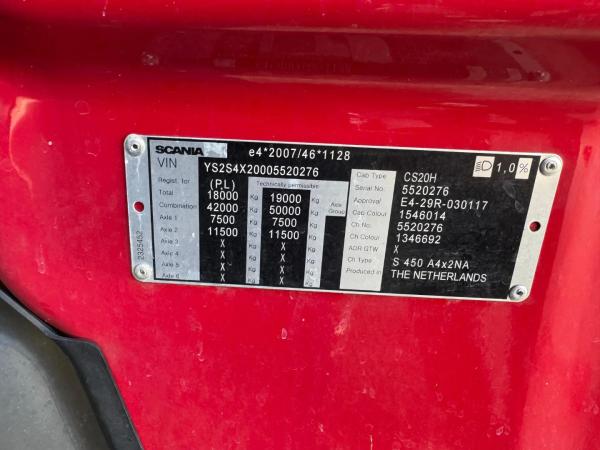 SCANIA e4*2007/46*1128
VIN YS2S4X20005520276
1,0%
Regist. for (P.L) Technically permissible
Total 18000 Kg 19000 Kg
Combination 42000 Kg 50000 Kg Axle Group
Axle 1 7500 Kg 7500 Kg
Axle 2 11500 Kg 11500 Kg
Axle 3 X Kg X Kg
Axle 4 X Kg X Kg
Axle 5 X Kg X Kg
Axle 6 X Kg X Kg
Cab Type CS20H
Serial No. 5520276
Approval E4-29R-030117
Cab Colour 1546014
Ch No. 5520276
Ch Colour 1346692
ADR GTW X
Ch Type S 450 A4x2NA
Produced in THE NETHERLANDS
2325452